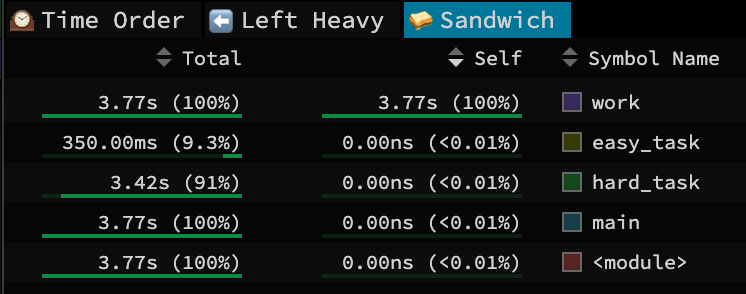 Time Order Left Heavy Sandwich
Total Self Symbol Name
3.77s (100%) 3.77s (100%) work
350.00ms (9.3%) 0.00ns (<0.01%) easy_task
3.42s (91%) 0.00ns (<0.01%) hard_task
3.77s (100%) 0.00ns (<0.01%) main
3.77s (100%) 0.00ns (<0.01%) <module>